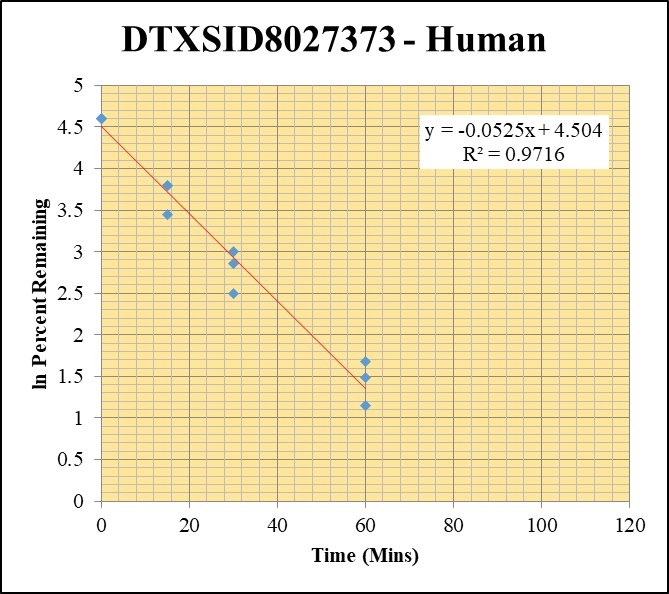 DTXSID8027373 - Human
y = -0.0525x + 4.504
R² = 0.9716
ln Percent Remaining
5
4.5
4
3.5
3
2.5
2
1.5
1
0.5
0
0 20 40 60 80 100 120
Time (Mins)